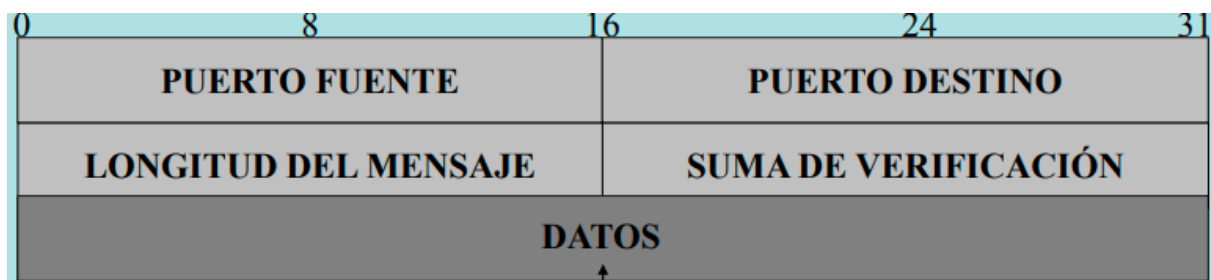 0 8 16 24 31
PUERTO FUENTE PUERTO DESTINO
LONGITUD DEL MENSAJE SUMA DE VERIFICACIÓN
DATOS